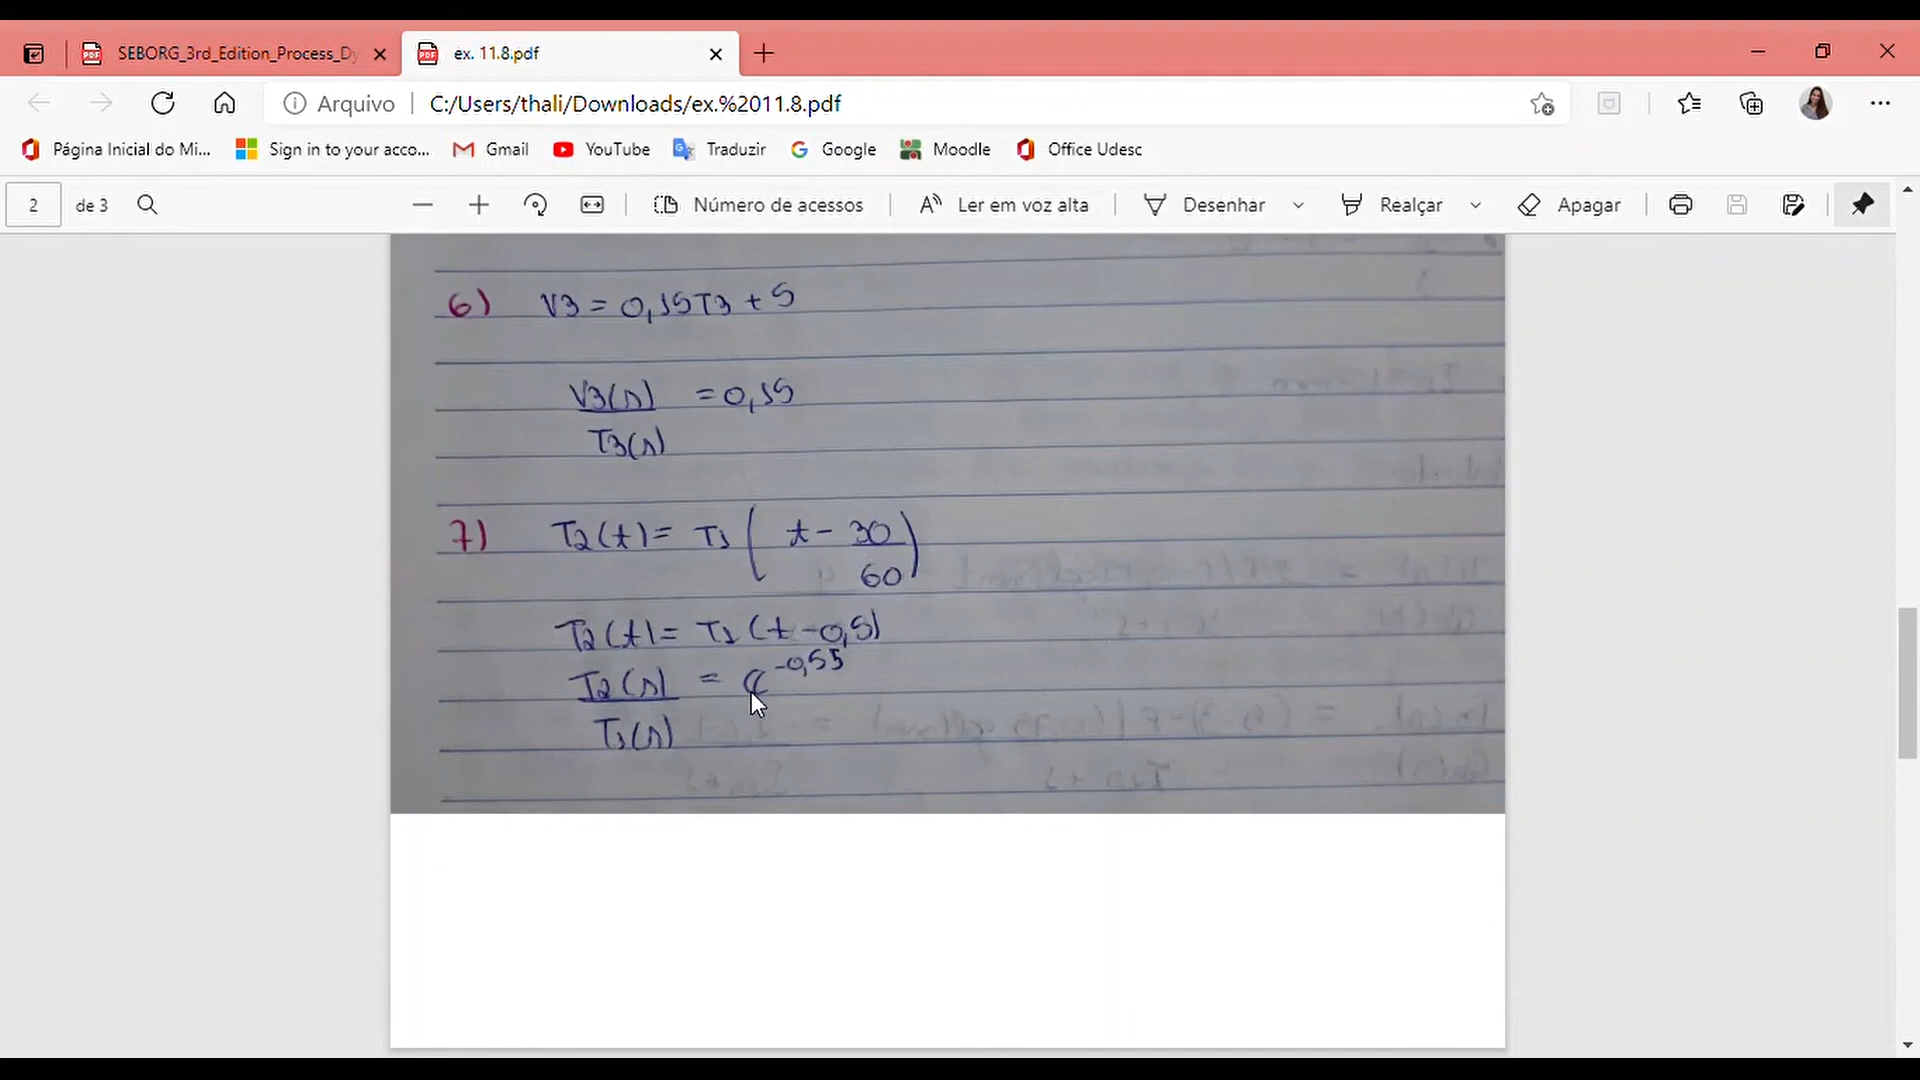 SEBORG_3rd_Edition_Process_Dy
ex. 11.8.pdf
Arquivo
C:/Users/thali/Downloads/ex.%2011.8.pdf
Página Inicial do Mi...
Sign in to your acco...
Gmail
YouTube
Traduzir
Google
Moodle
Office Udesc
2 de 3
Número de acessos
Ler em voz alta
Desenhar
Realçar
Apagar
6) V3 = 0,15T3 + 5
V3(s) = 0,15
T3(s)
7) T2(t) = T1 ( t - 30
60 )
T2(t) = T1 (t - 0,5)
T2(s) = e^-0,5s
T1(s)